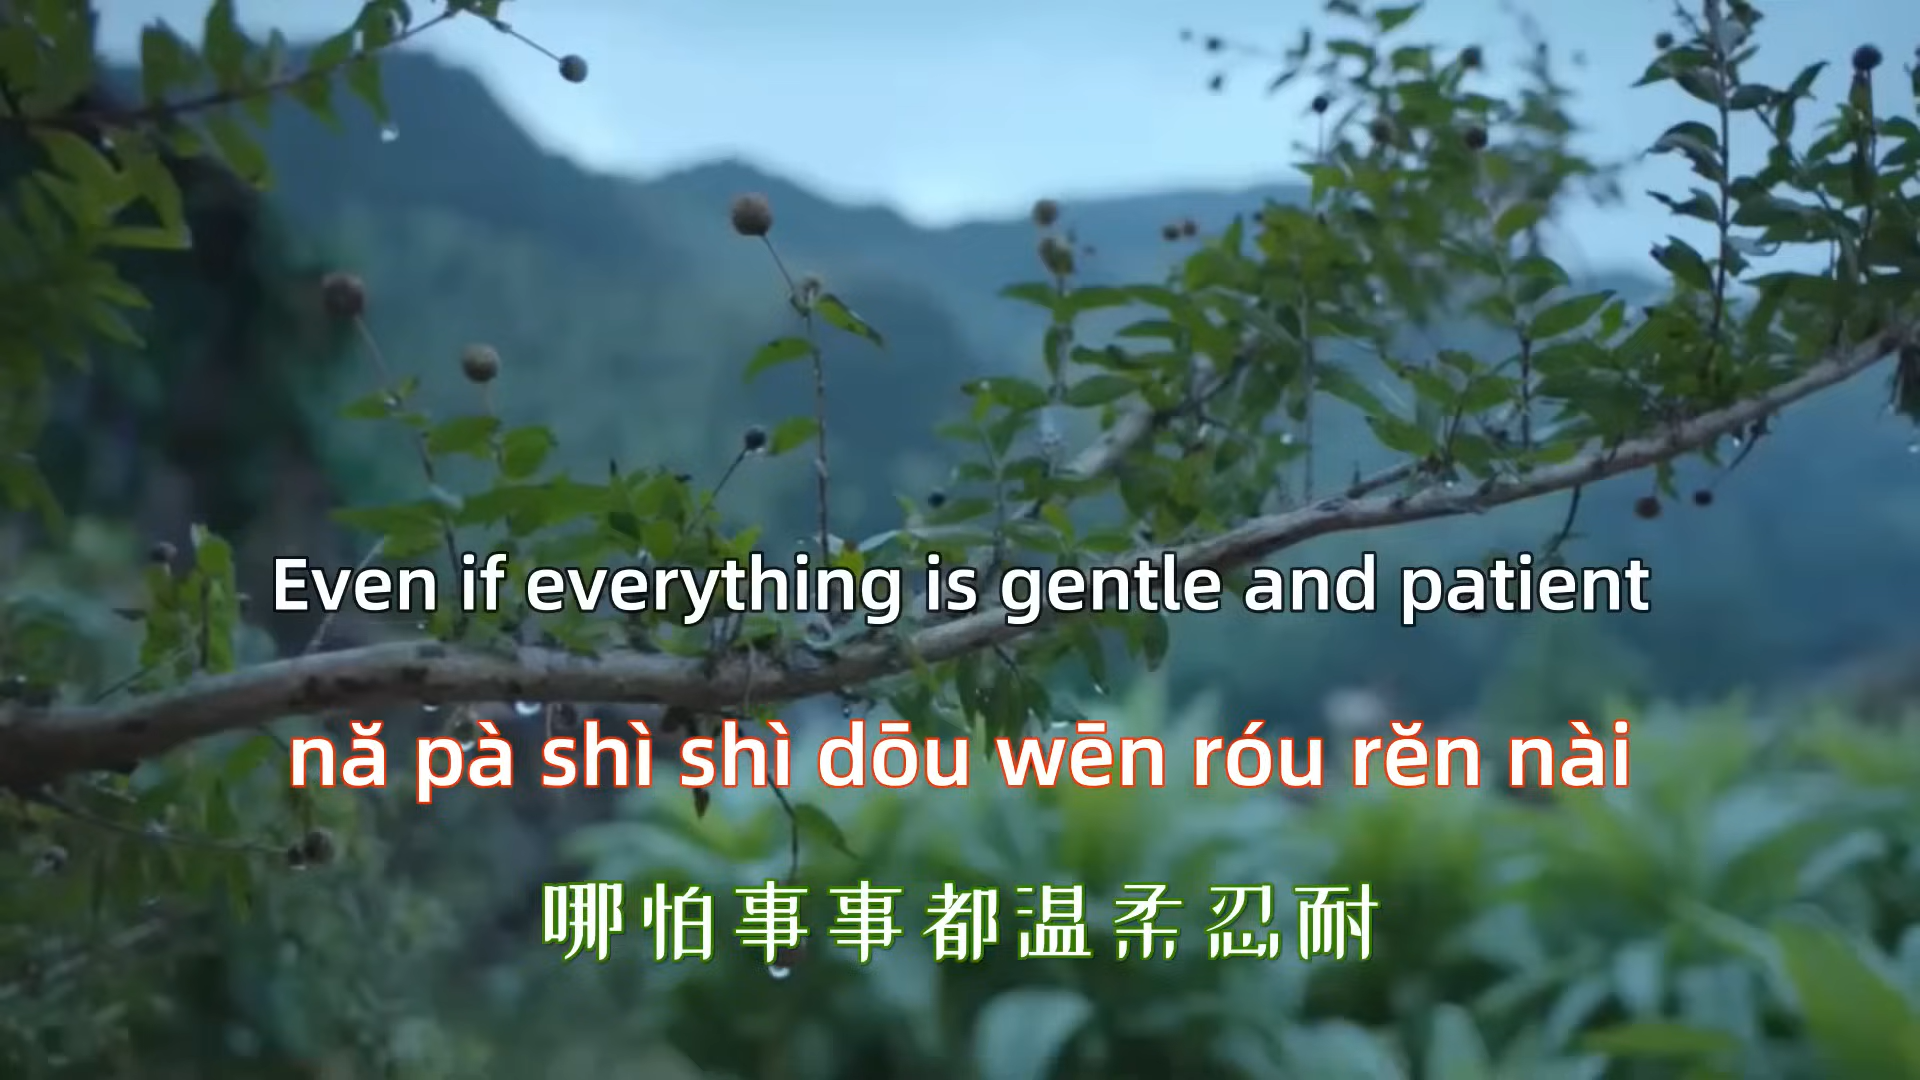 Even if everything is gentle and patient
nǎ pà shì shì dōu wēn róu rěn nài
哪怕事事都温柔忍耐